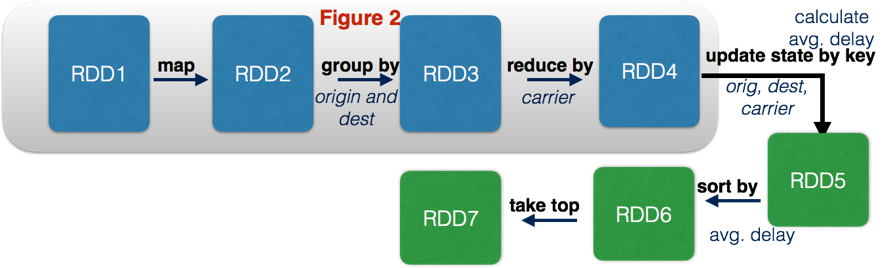 Figure 2
RDD1
map
RDD2
group by
origin and
dest
RDD3
reduce by
carrier
RDD4
calculate
avg. delay
update state by key
orig, dest,
carrier
RDD5
sort by
avg. delay
RDD6
take top
RDD7